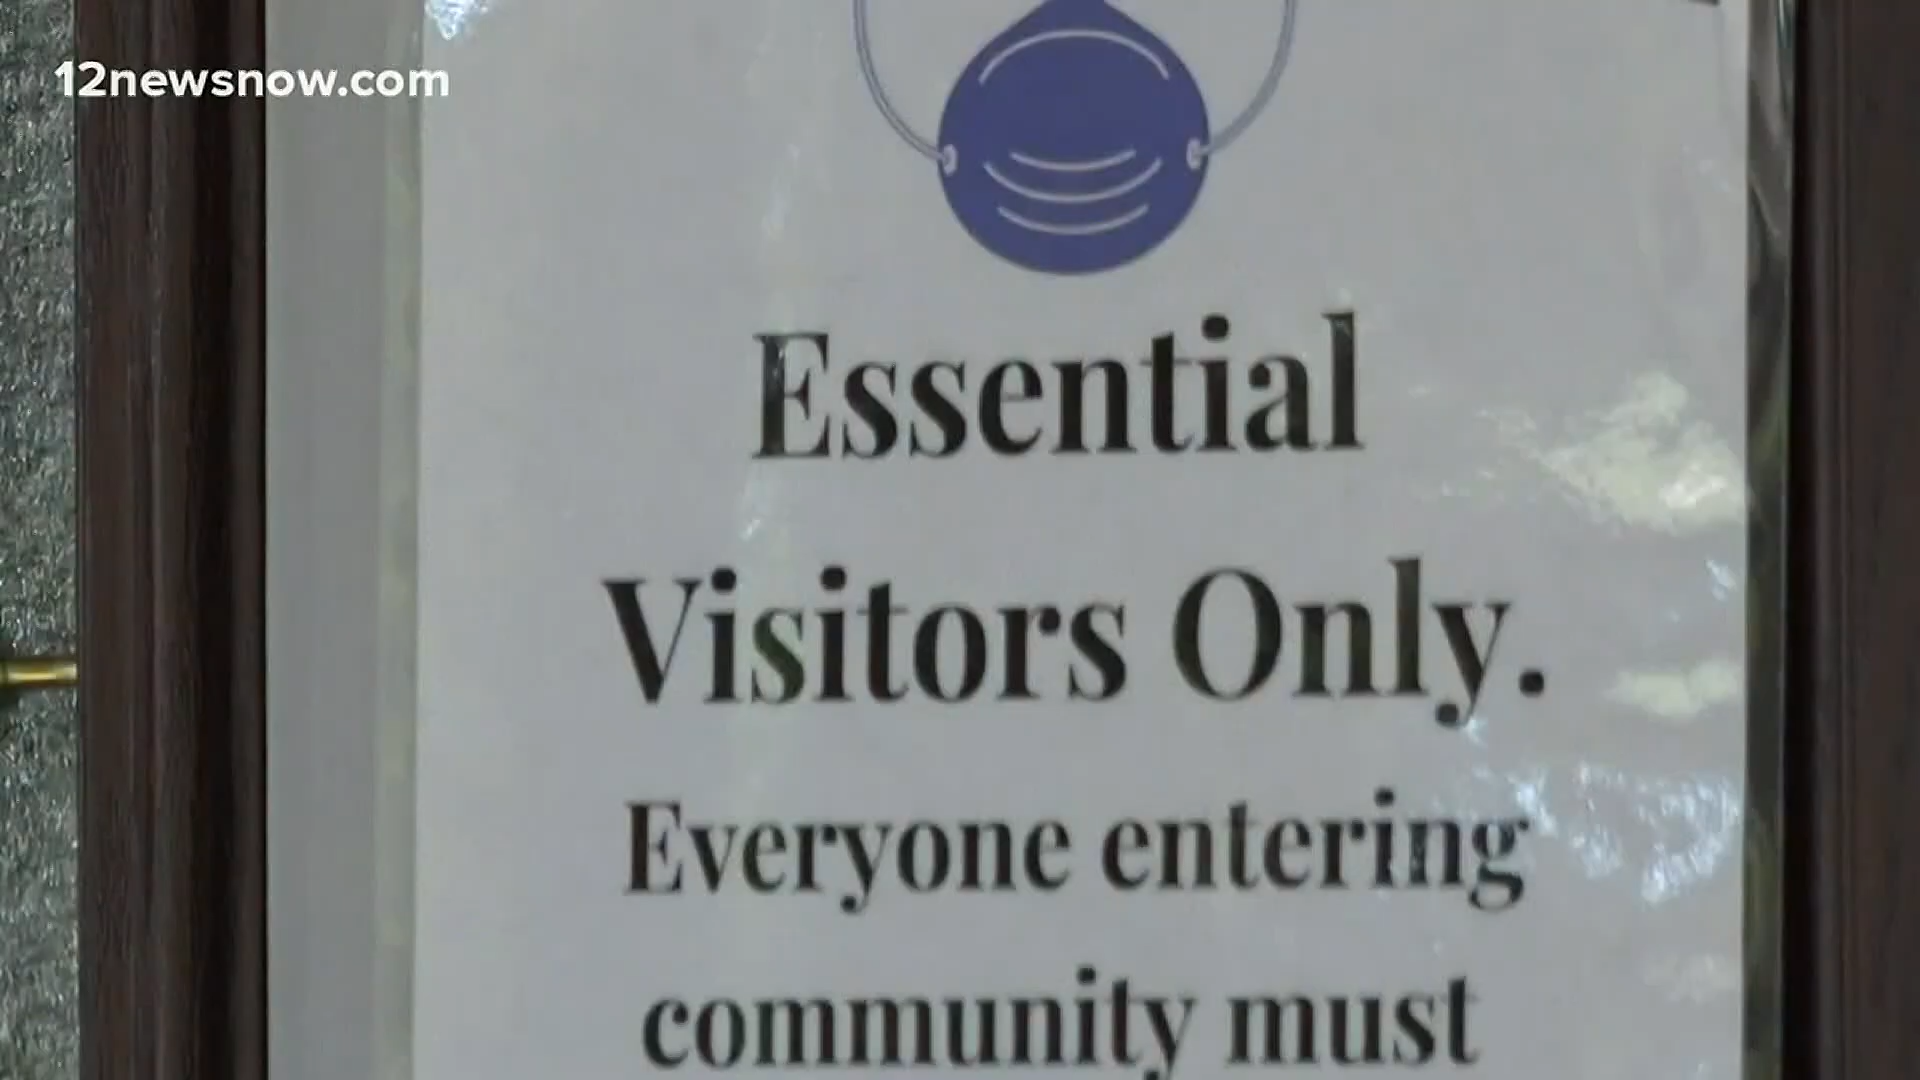 12newsnow.com
Essential
Visitors Only.
Everyone entering
community must